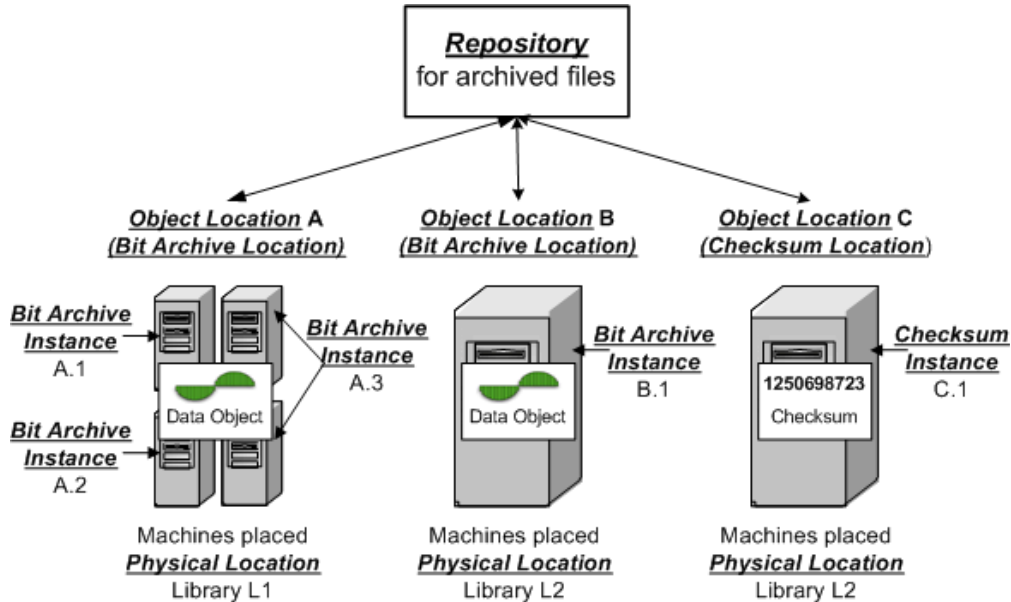 Repository
for archived files
Object Location A
(Bit Archive Location)
Object Location B
(Bit Archive Location)
Object Location C
(Checksum Location)
Bit Archive
Instance
A.1
Bit Archive
Instance
A.2
Bit Archive
Instance
A.3
Data Object
Machines placed
Physical Location
Library L1
Bit Archive
Instance
B.1
Data Object
Machines placed
Physical Location
Library L2
Checksum
Instance
C.1
1250698723
Checksum
Machines placed
Physical Location
Library L2